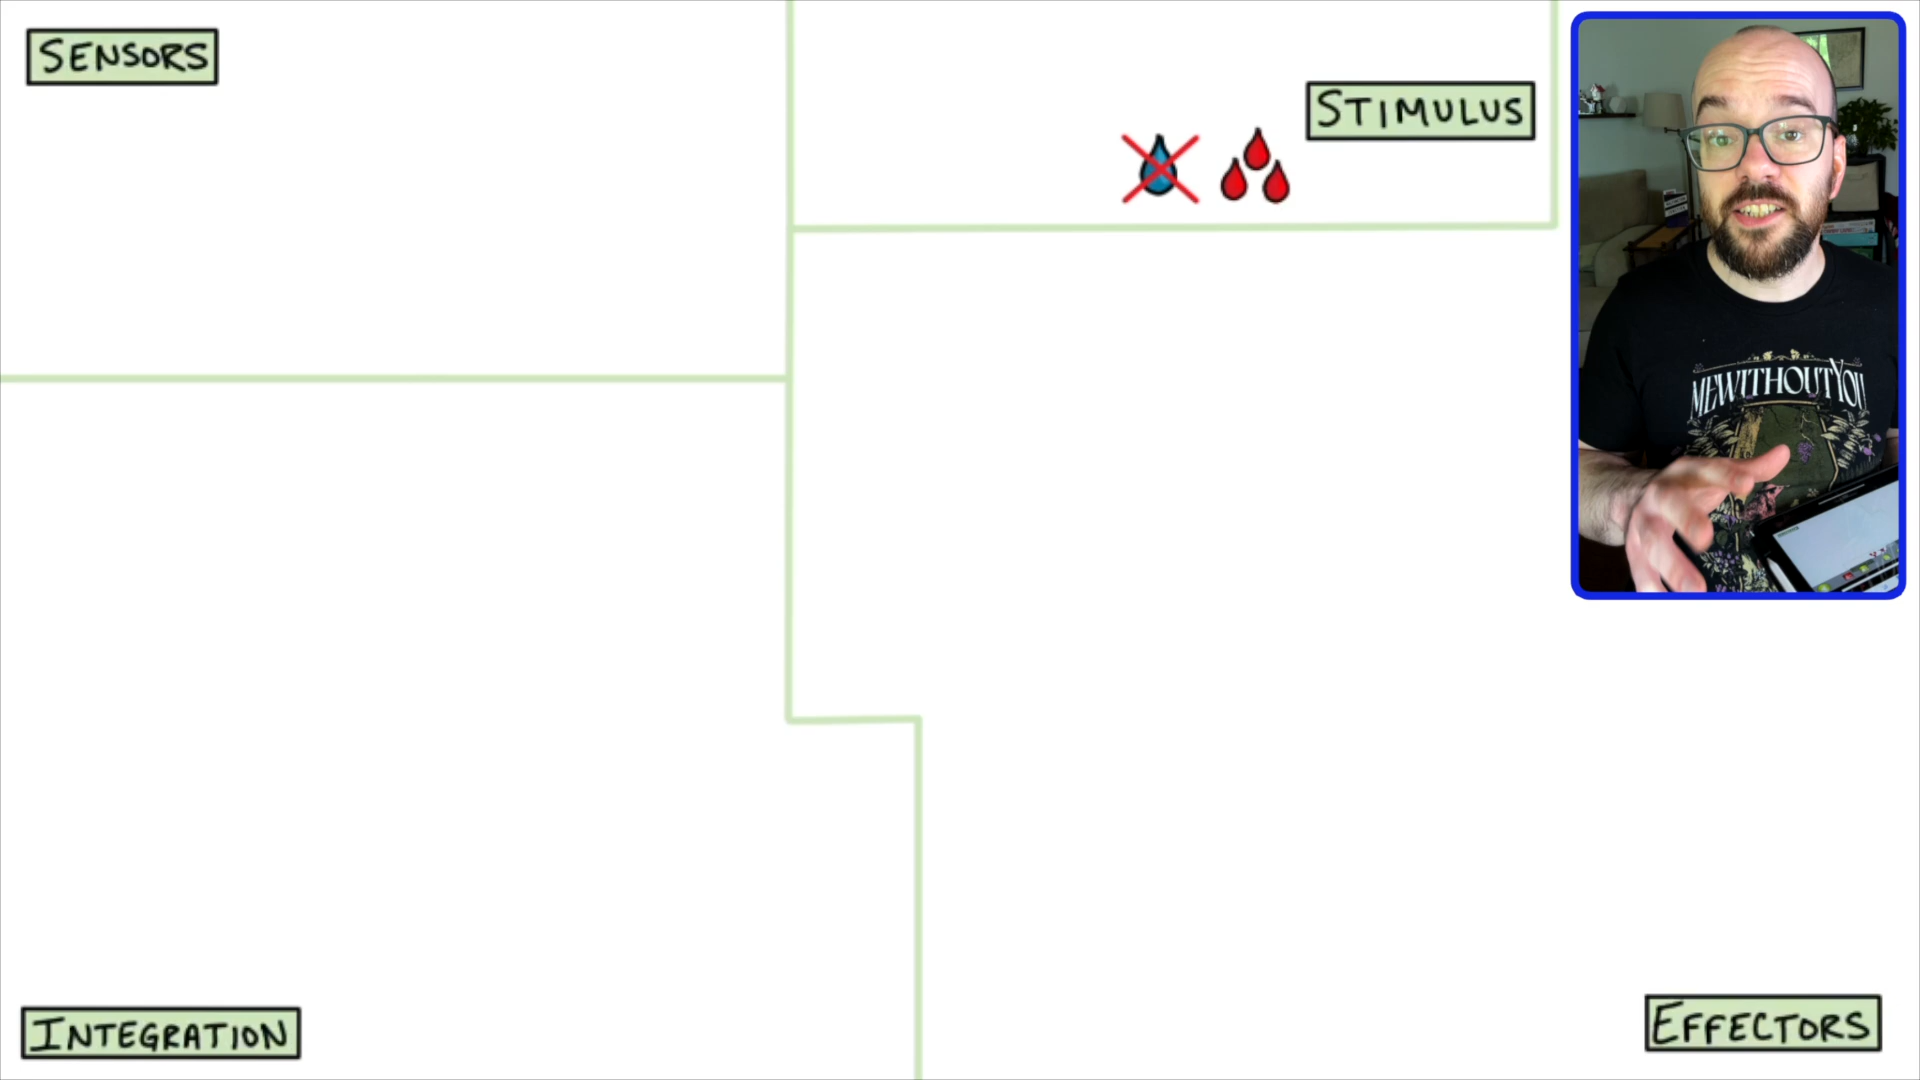 SENSORS
STIMULUS
MEWITHOUTYOU
INTEGRATION
EFFECTORS